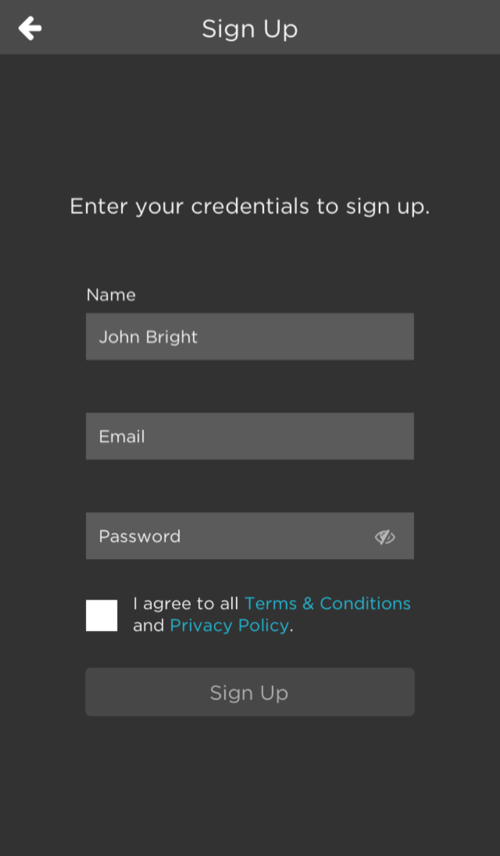 Sign Up
Enter your credentials to sign up.
Name
John Bright
Email
Password
I agree to all Terms & Conditions
and Privacy Policy.
Sign Up